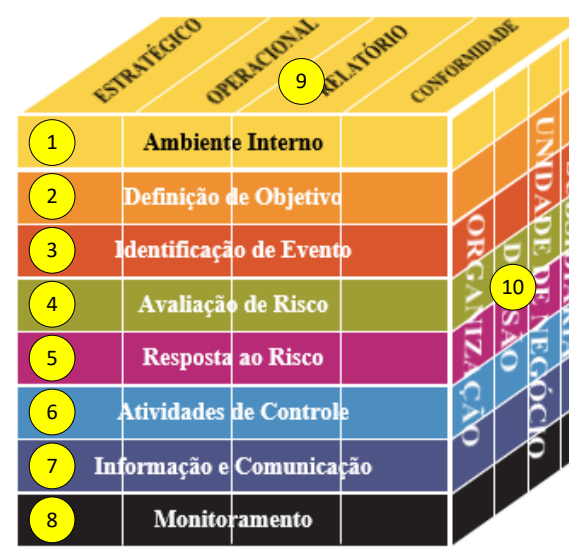 ESTRATÉGICO
OPERACIONAL
RELATÓRIO
CONFORMIDADE
9
1
Ambiente Interno
2
Definição de Objetivo
3
Identificação de Evento
4
Avaliação de Risco
5
Resposta ao Risco
6
Atividades de Controle
7
Informação e Comunicação
8
Monitoramento
ORGANIZAÇÃO
10
UNIDADE DE NEGÓCIO